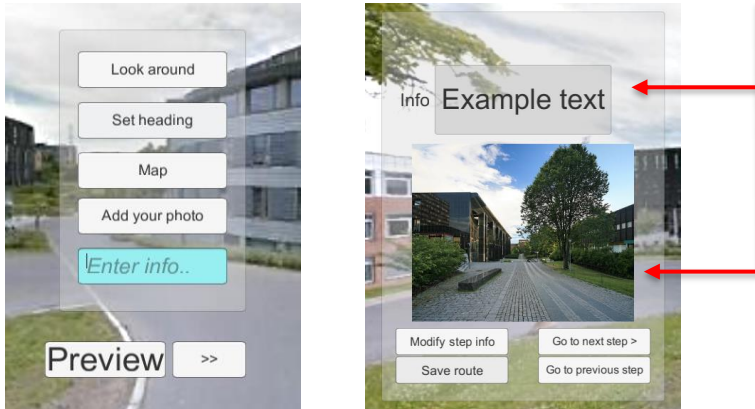 Look around
Set heading
Map
Add your photo
Enter info..
Preview >>
Info Example text
Modify step info Go to next step >
Save route Go to previous step